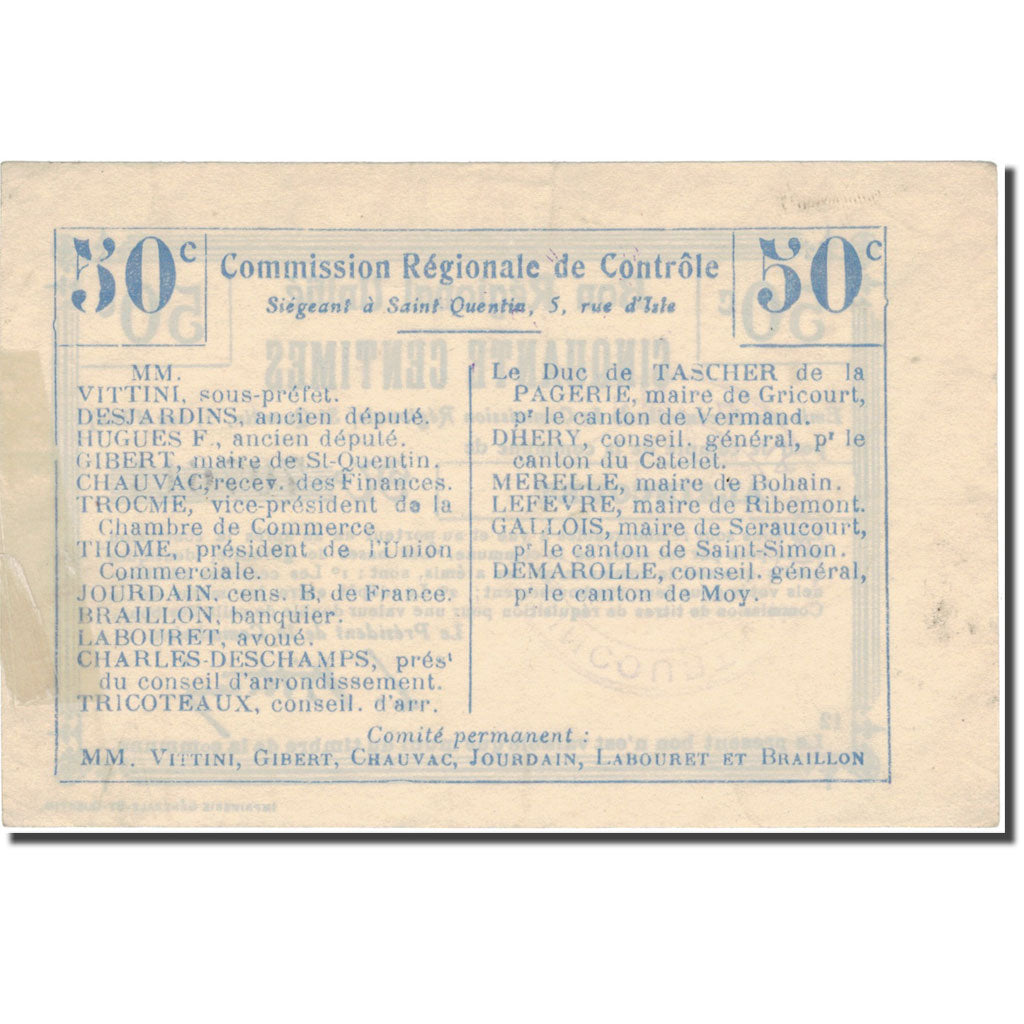 50c Commission Régionale de Contrôle 50c
Siégeant à Saint Quentin, 5, rue d'Isle
MM.
VITTINI, sous-préfet.
DESJARDINS, ancien député.
HUGUES F., ancien député.
GIBERT, maire de St-Quentin.
CHAUVAC, recev. des Finances.
TROCME, vice-président de la
Chambre de Commerce
THOME, président de l'Union
Commerciale.
JOURDAIN, cens. B, de France.
BRAILLON, banquier.
LABOURET, avoué.
CHARLES-DESCHAMPS, prést
du conseil d'arrondissement.
TRICOTEAUX, conseil. d'arr.
Le Duc de TASCHER de la
PAGERIE, maire de Gricourt,
pr le canton de Vermand.
DHERY, conseil. général, pr le
canton du Catelet.
MERELLE, maire de Bohain.
LEFEVRE, maire de Ribemont.
GALLOIS, maire de Seraucourt,
pr le canton de Saint-Simon.
DEMAROLLE, conseil. général,
pr le canton de Moy.
Comité permanent :
MM. VITTINI, GIBERT, CHAUVAC, JOURDAIN, LABOURET ET BRAILLON